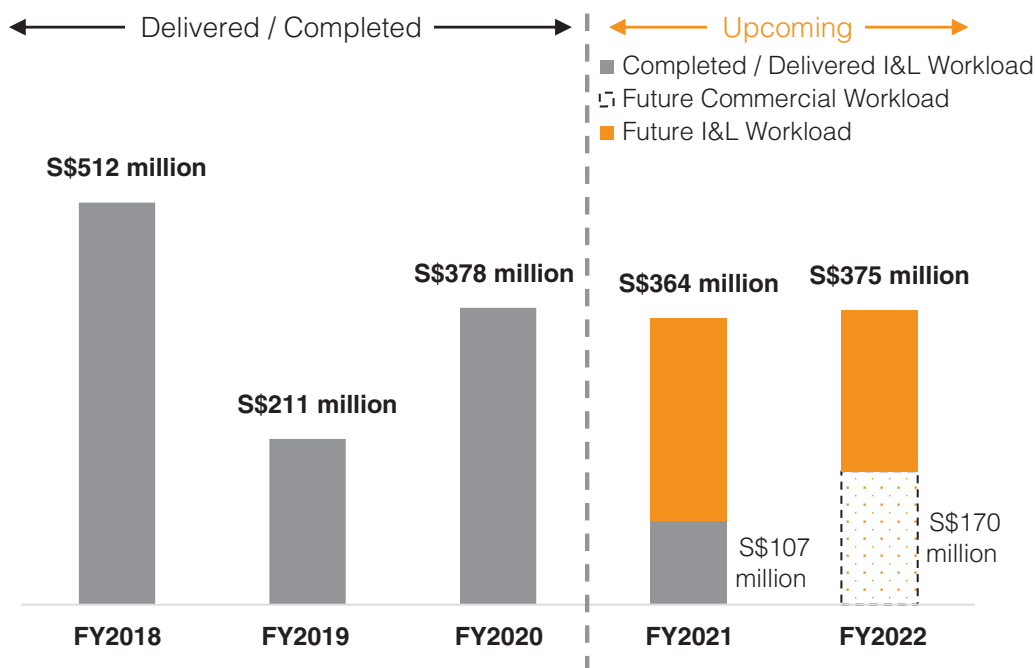 Delivered / Completed
Upcoming
Completed / Delivered I&L Workload
Future Commercial Workload
Future I&L Workload
S$512 million
S$211 million
S$378 million
S$364 million
S$375 million
S$107
million
S$170
million
FY2018
FY2019
FY2020
FY2021
FY2022